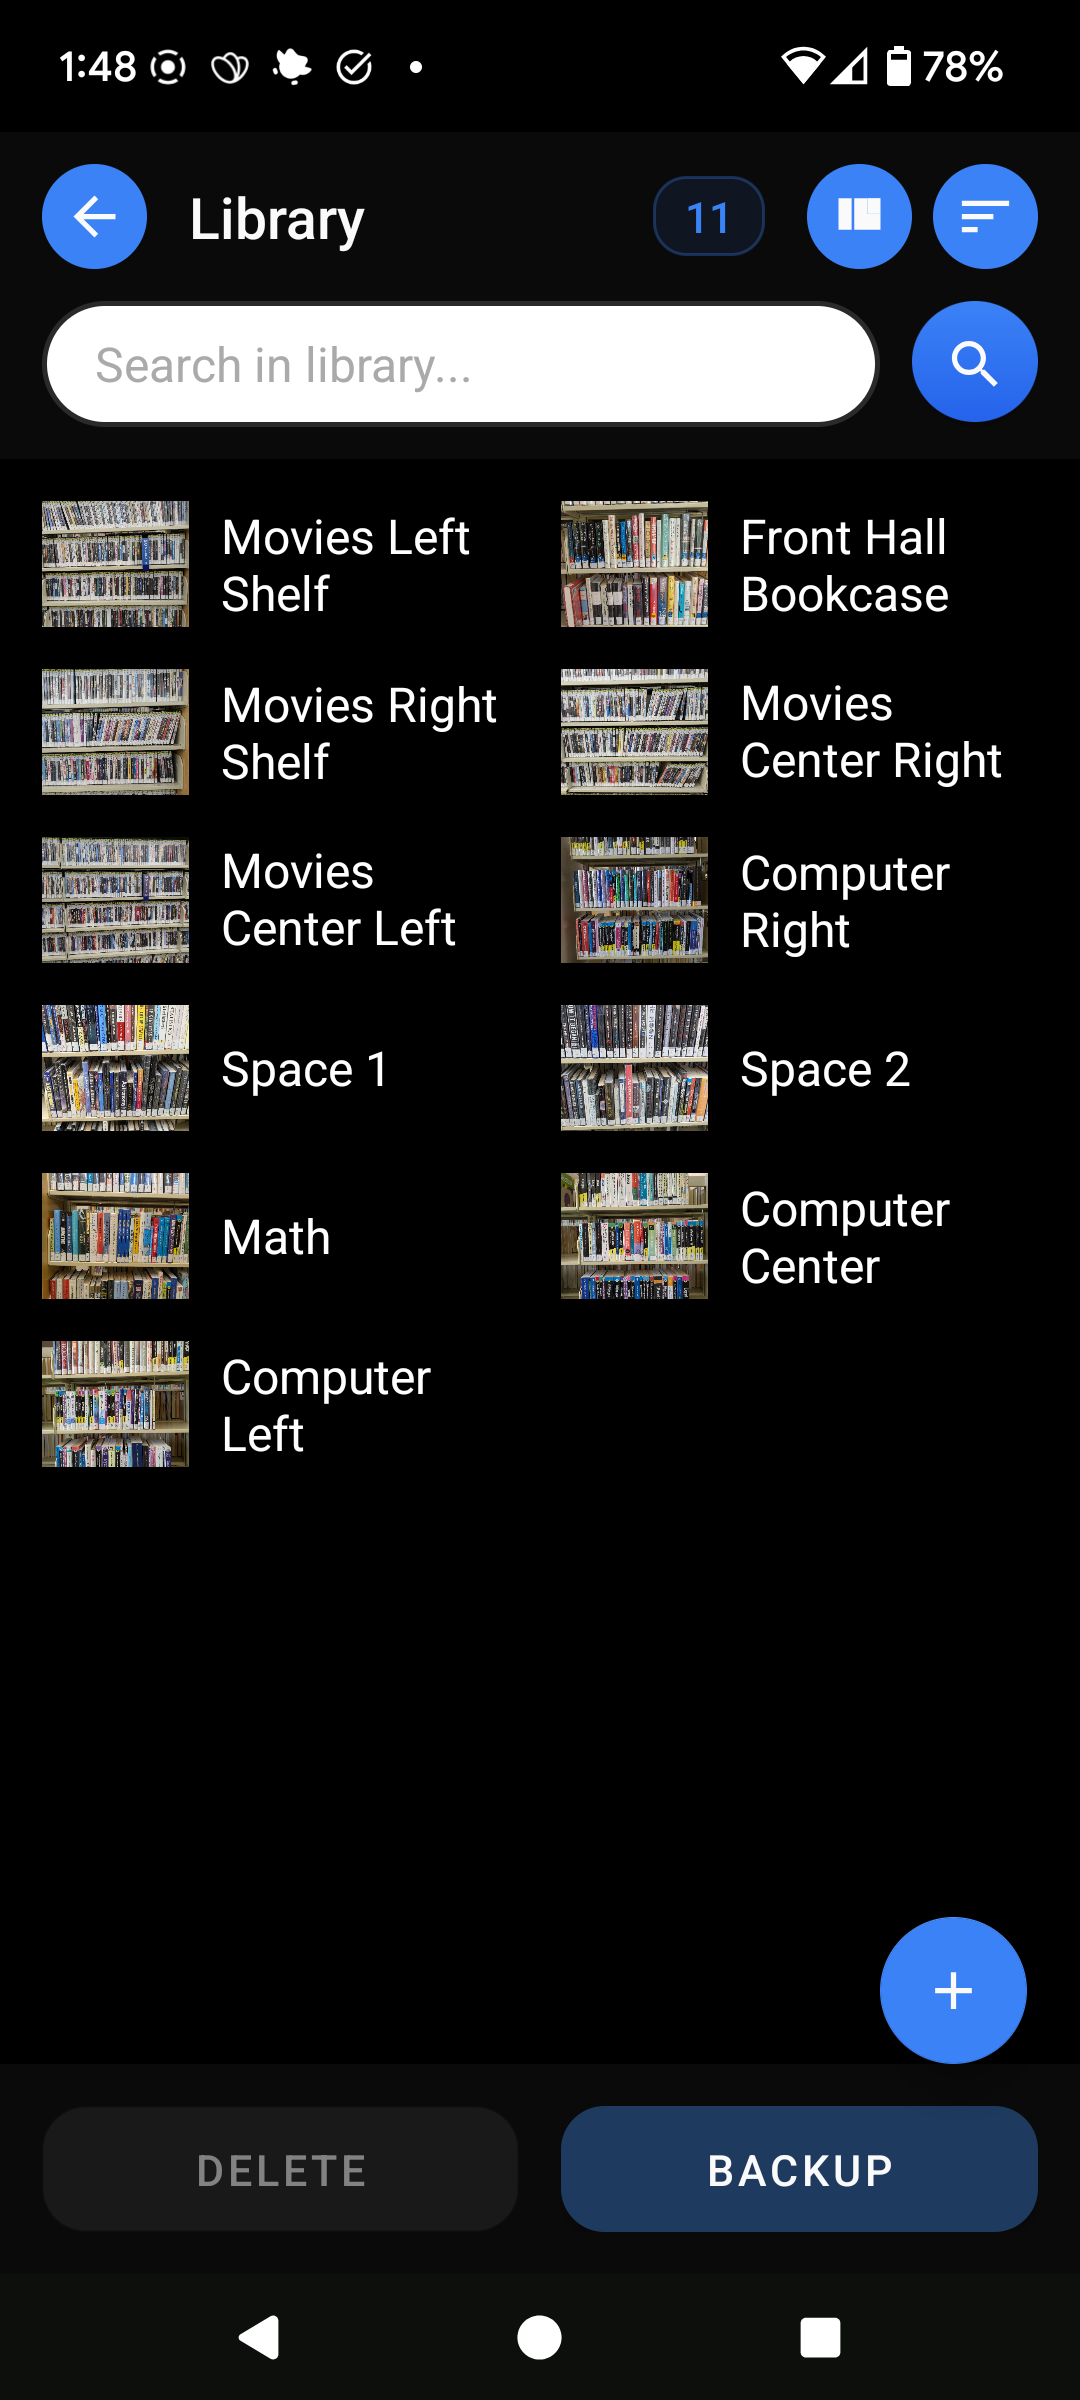 1:48
78%
Library
11
Search in library...
Movies Left
Shelf
Front Hall
Bookcase
Movies Right
Shelf
Movies
Center Right
Movies
Center Left
Computer
Right
Space 1
Space 2
Math
Computer
Center
Computer
Left
DELETE
BACKUP